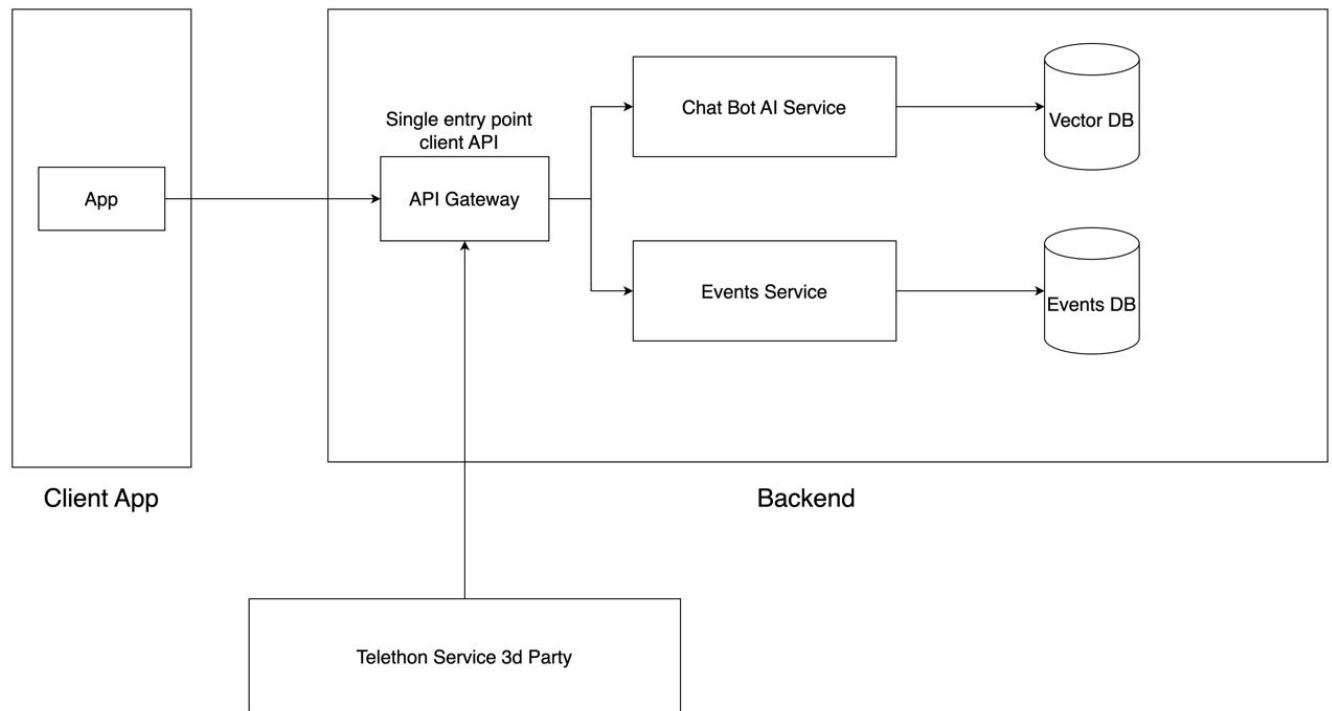 Single entry point
client API
App
API Gateway
Chat Bot AI Service
Vector DB
Events Service
Events DB
Client App
Backend
Telethon Service 3d Party